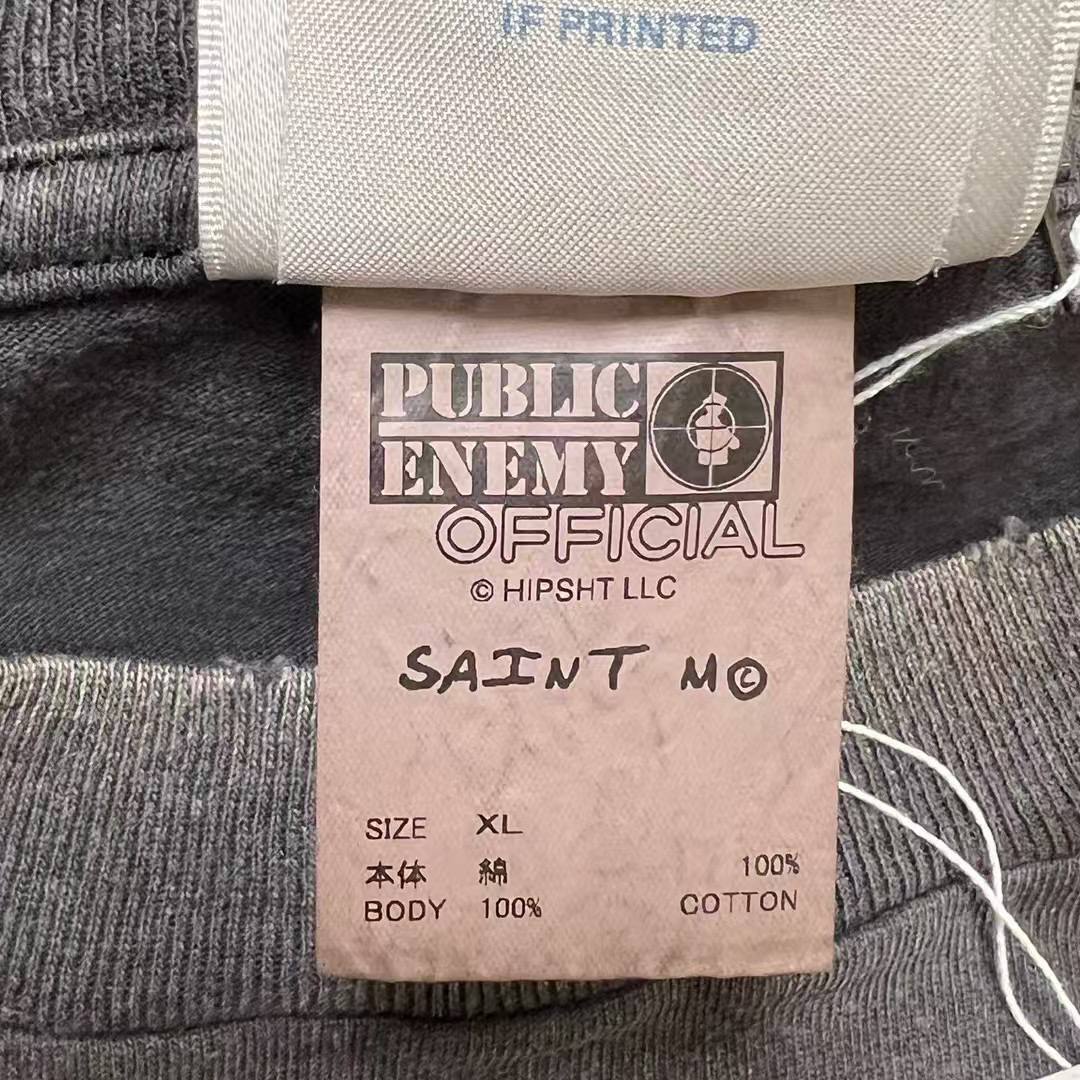 IF PRINTED
PUBLIC
ENEMY
OFFICIAL
© HIPSHT LLC
SAINT M©
SIZE XL
本体 綿 100%
BODY 100% COTTON